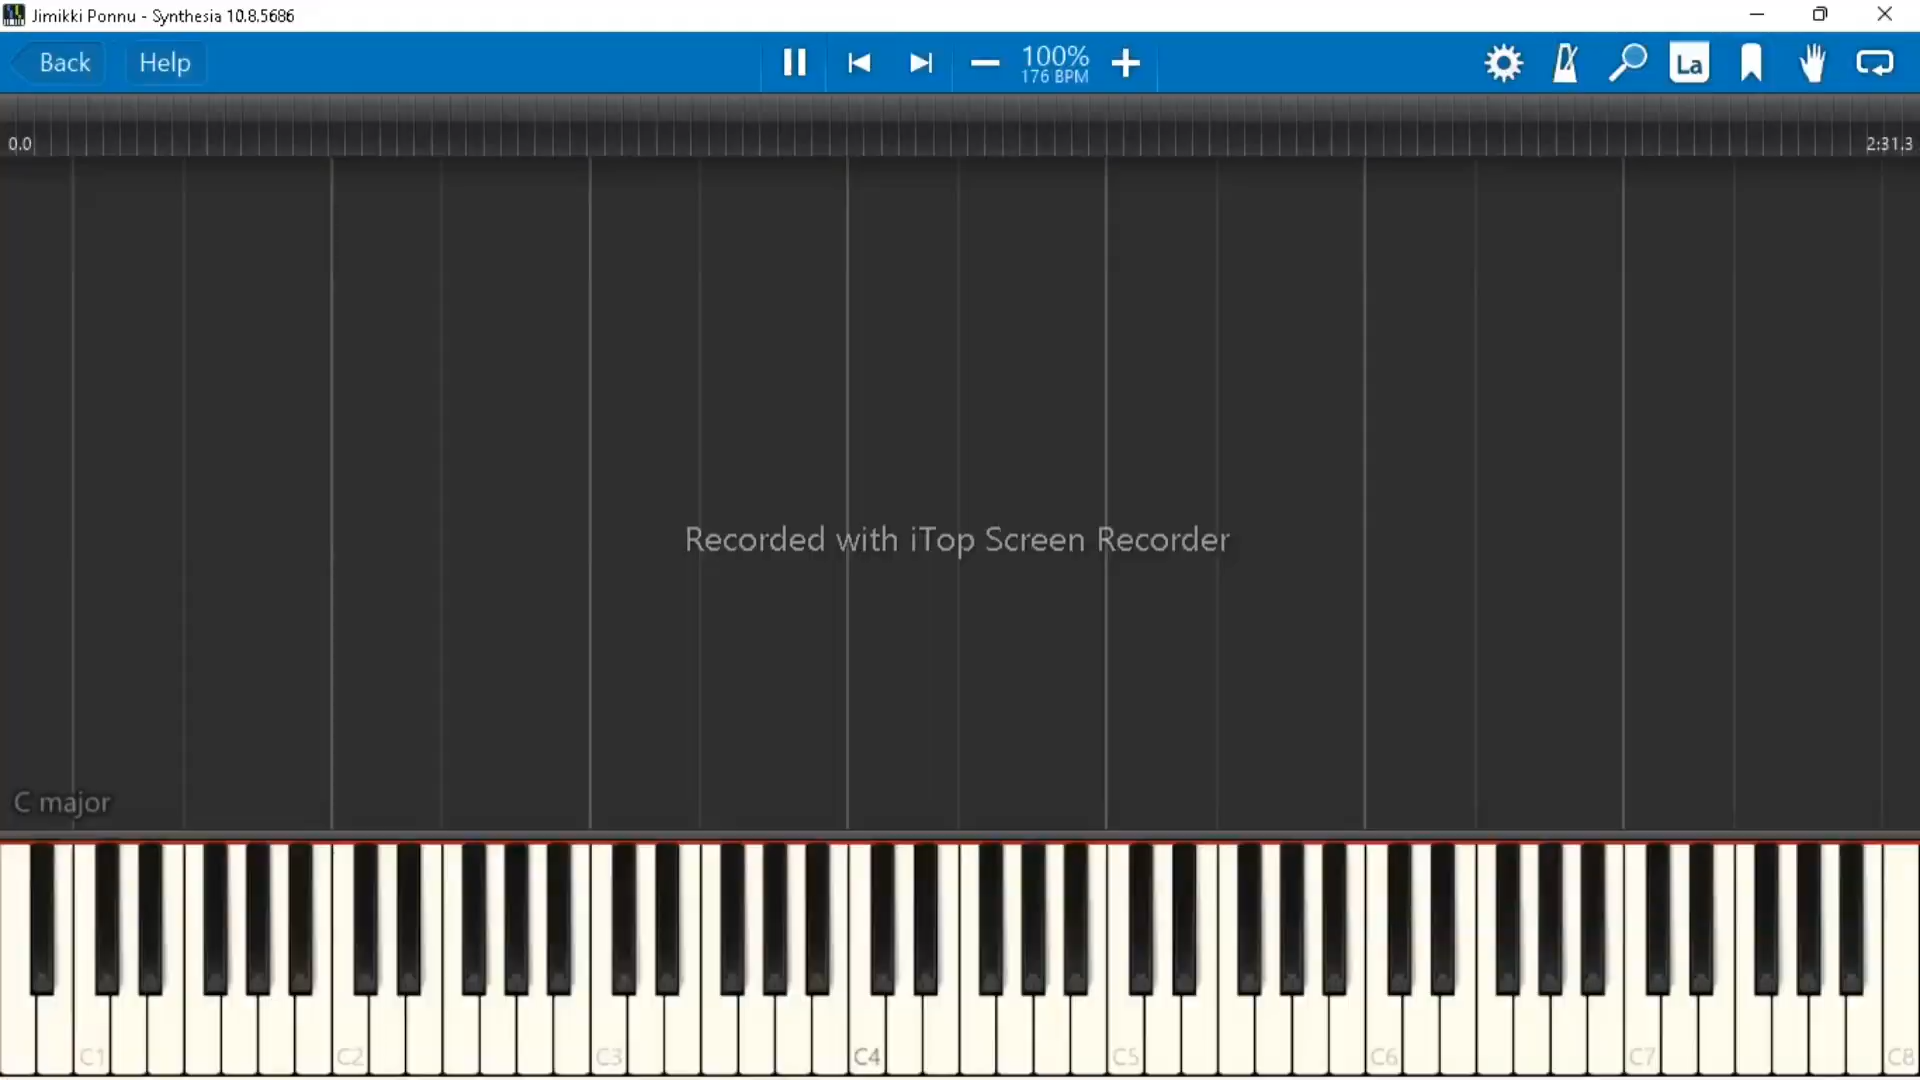 Jimikki Ponnu - Synthesia 10.8.5686
Back
Help
100%
176 BPM
La
0.0
2:31.3
Recorded with iTop Screen Recorder
C major
C1
C2
C3
C4
C5
C6
C7
C8